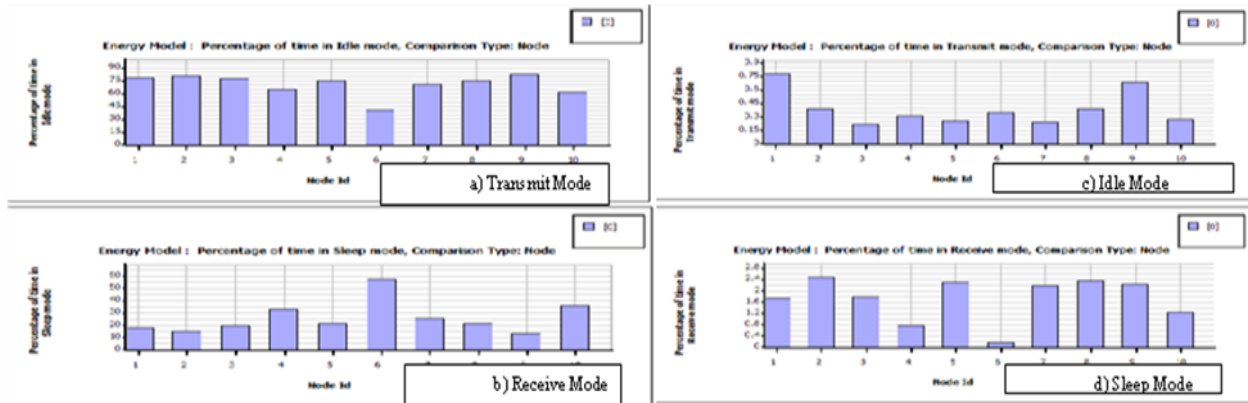 [2]
Energy Model : Percentage of time in Idle mode, Comparison Type: Node
Percentage of time in
Idle mode
90
75
60
45
30
15
0
1 2 3 4 5 6 7 8 9 10
Node Id
a) Transmit Mode
[0]
Energy Model : Percentage of time in Transmit mode, Comparison Type: Node
Percentage of time in
Transmit mode
0.9
0.75
0.6
0.45
0.3
0.15
0
1 2 3 4 5 6 7 8 9 10
Node Id
c) Idle Mode
[C]
Energy Model : Percentage of time in Sleep mode, Comparison Type: Node
Percentage of time in
Sleep mode
60
50
40
30
20
10
0
1 2 3 4 5 6 7 8 9 10
Node Id
b) Receive Mode
[0]
Energy Model : Percentage of time in Receive mode, Comparison Type: Node
Percentage of time in
Receive mode
2.8
2.4
2
1.6
1.2
0.8
0.4
0
1 2 3 4 5 6 7 8 9 10
Node Id
d) Sleep Mode